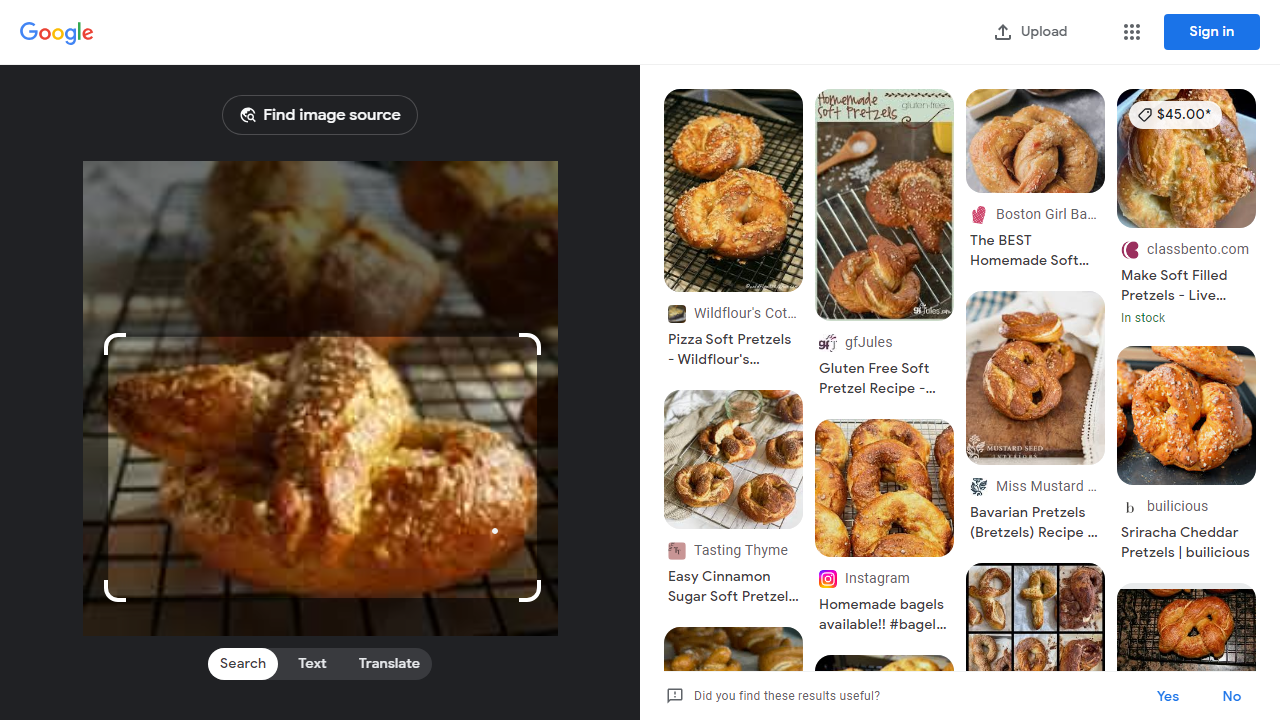 Google
Upload
Sign in
Find image source
Search
Text
Translate
Wildflour's Cot...
Pizza Soft Pretzels
- Wildflour's...
Tasting Thyme
Easy Cinnamon
Sugar Soft Pretzel...
Homemade
Soft Pretzels
gluten-free
gfJules.com
gfJules
Gluten Free Soft
Pretzel Recipe -...
Instagram
Homemade bagels
available!! #bagel...
Boston Girl Ba...
The BEST
Homemade Soft...
MUSTARD SEED
INTERIORS
Miss Mustard ...
Bavarian Pretzels
(Bretzels) Recipe ...
$45.00*
classbento.com
Make Soft Filled
Pretzels - Live...
In stock
b
builicious
Sriracha Cheddar
Pretzels | builicious
Did you find these results useful?
Yes
No